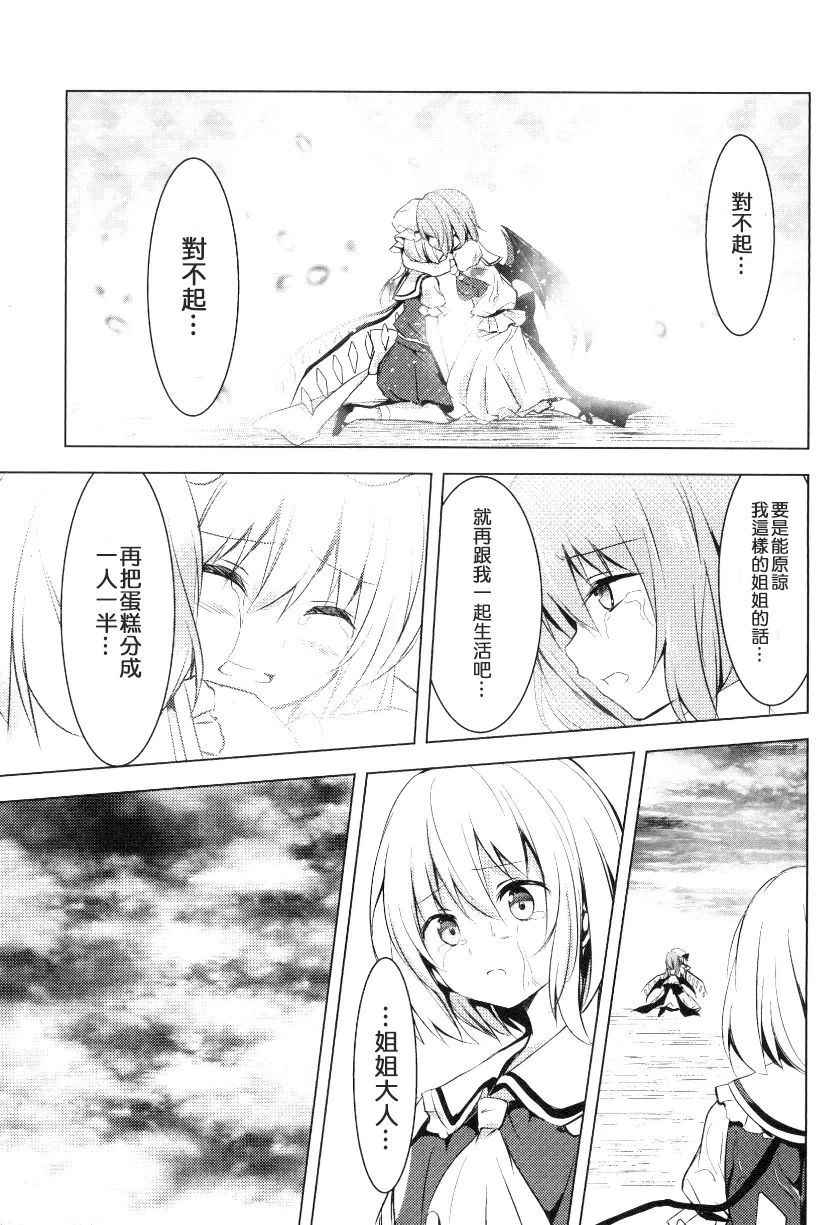 對不起…
對不起…
要是能原諒
我這樣的姐姐的話…
就再跟我一起生活吧…
再把蛋糕分成
一人一半…
…姐姐大人…